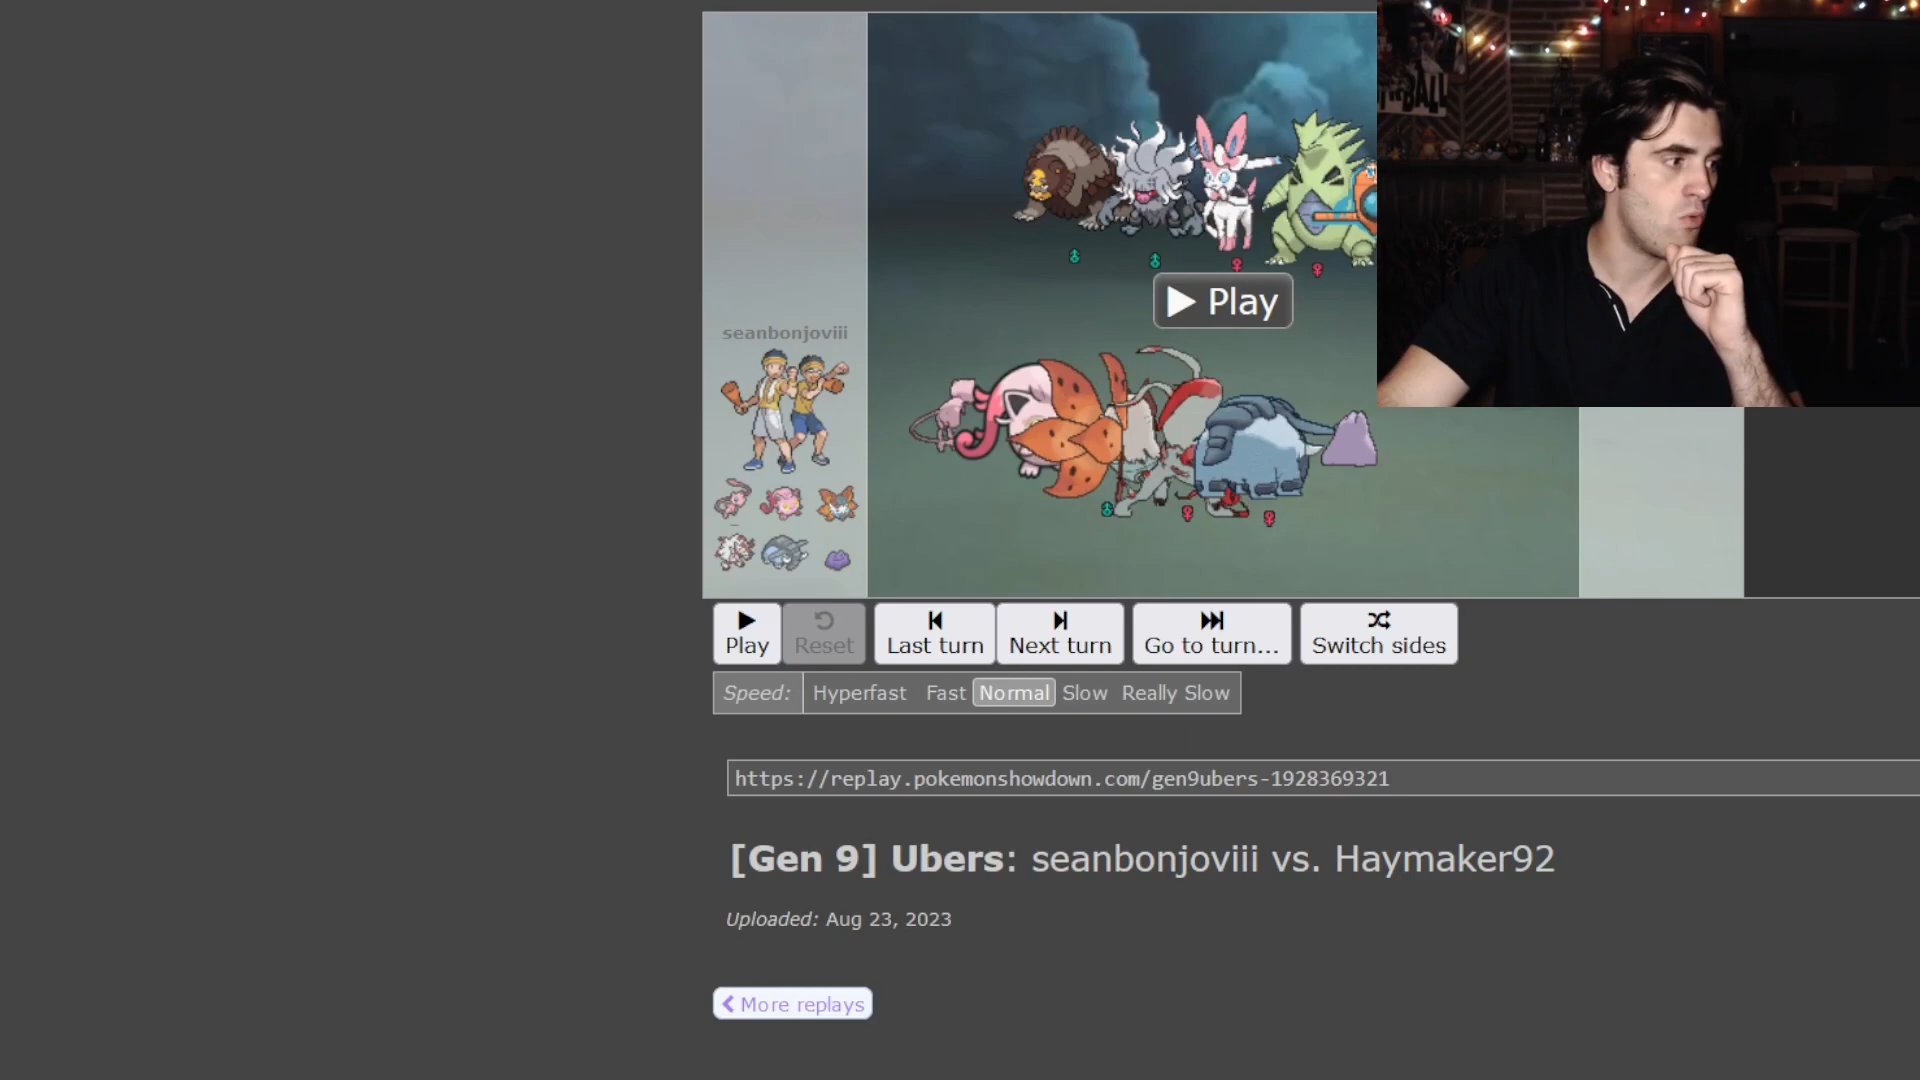 BALL
seanbonjoviii
Play
Play
Reset
Last turn
Next turn
Go to turn...
Switch sides
Speed:
Hyperfast
Fast
Normal
Slow
Really Slow
https://replay.pokemonshowdown.com/gen9ubers-1928369321
[Gen 9] Ubers: seanbonjoviii vs. Haymaker92
Uploaded: Aug 23, 2023
More replays